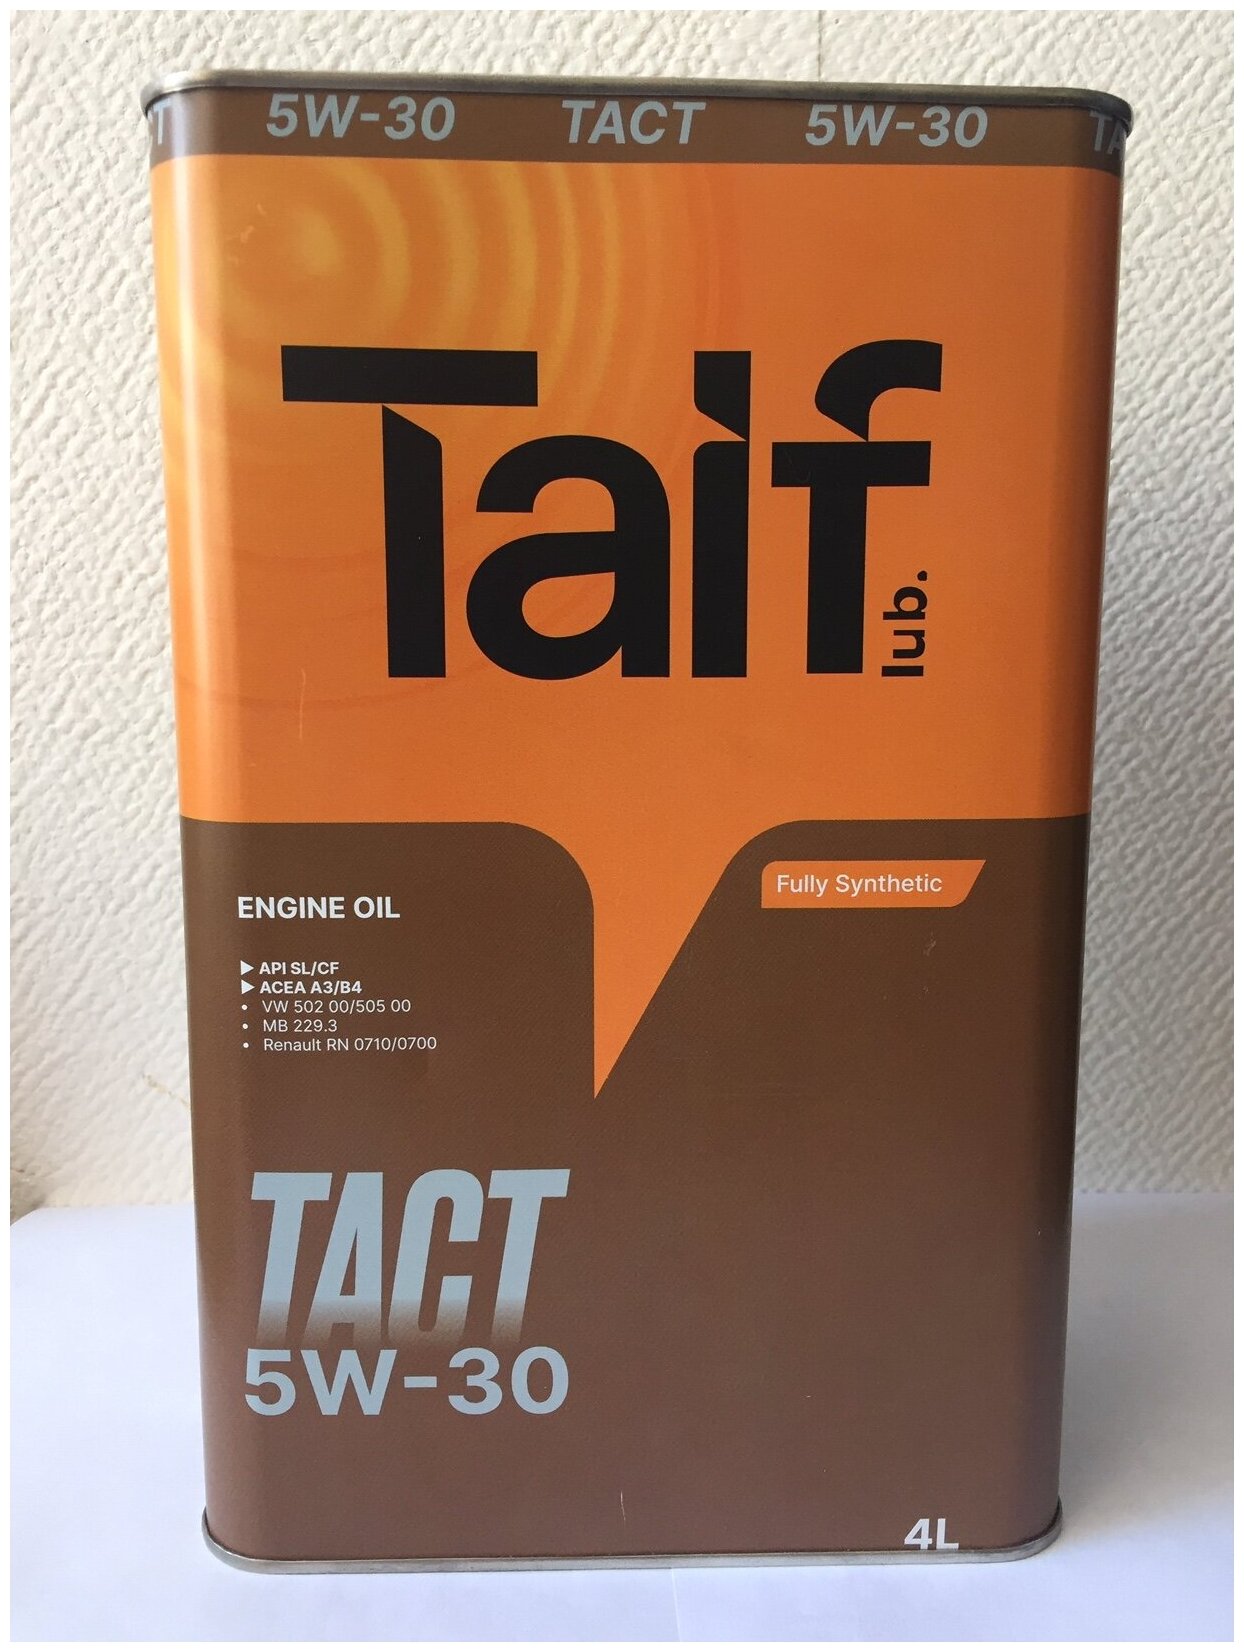 T 5W-30 TACT 5W-30 TA
Taif
lub.
Fully Synthetic
ENGINE OIL
▶ API SL/CF
▶ ACEA A3/B4
• VW 502 00/505 00
• MB 229.3
• Renault RN 0710/0700
TACT
5W-30
4L